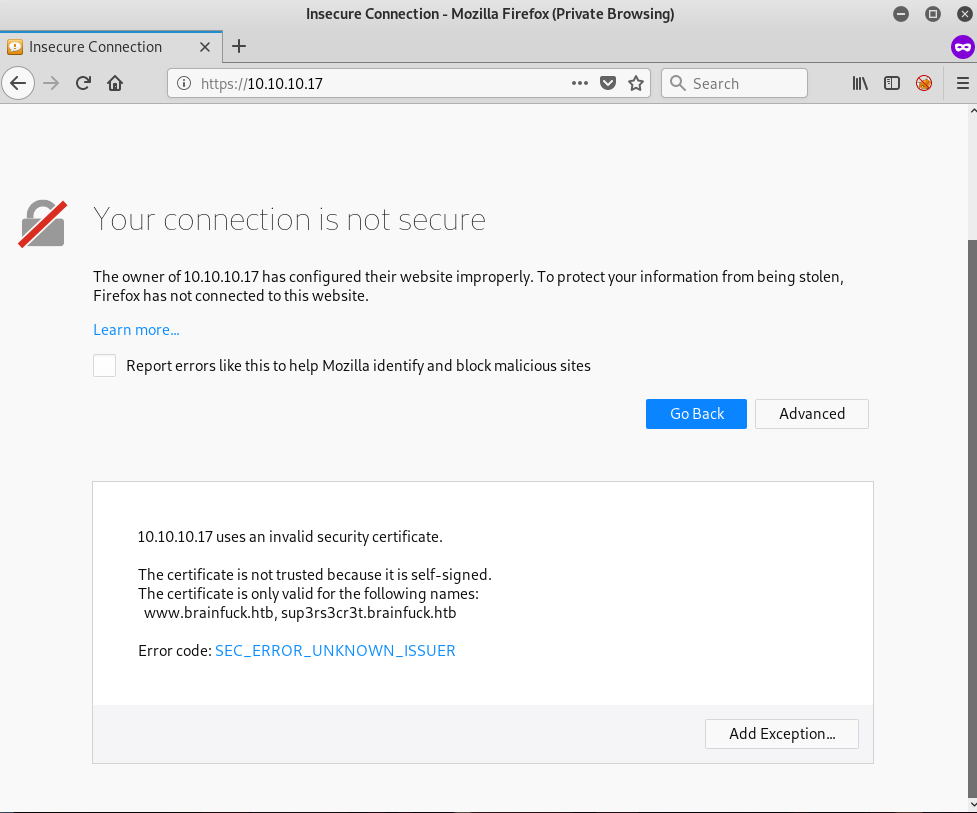 Insecure Connection - Mozilla Firefox (Private Browsing)
Insecure Connection
https://10.10.10.17
Search
Your connection is not secure
The owner of 10.10.10.17 has configured their website improperly. To protect your information from being stolen,
Firefox has not connected to this website.
Learn more...
Report errors like this to help Mozilla identify and block malicious sites
Go Back
Advanced
10.10.10.17 uses an invalid security certificate.
The certificate is not trusted because it is self-signed.
The certificate is only valid for the following names:
www.brainfuck.htb, sup3rs3cr3t.brainfuck.htb
Error code: SEC_ERROR_UNKNOWN_ISSUER
Add Exception...